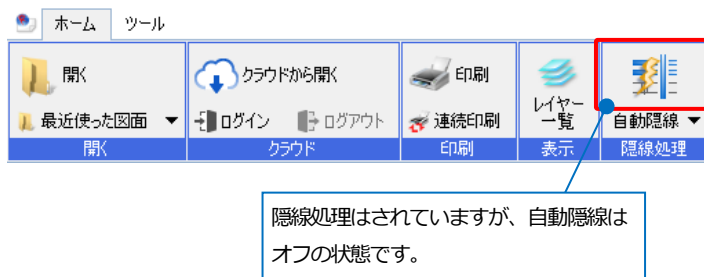 ホーム ツール
開く クラウドから開く 印刷 レイヤー一覧
最近使った図面 ログイン ログアウト 連続印刷 自動隠線
開く クラウド 印刷 表示 隠線処理
隠線処理はされていますが、自動隠線は
オフの状態です。